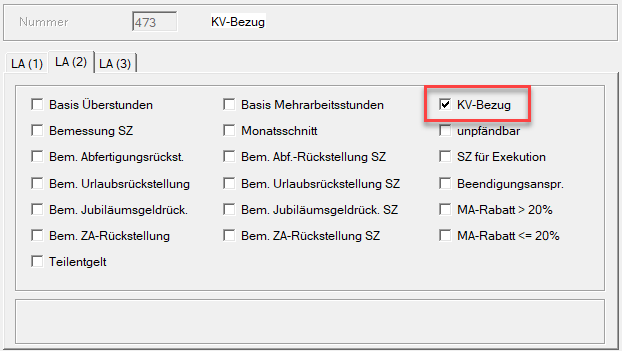 Nummer 473 KV-Bezug
LA (1) LA (2) LA (3)
Basis Überstunden Basis Mehrarbeitsstunden KV-Bezug
Bemessung SZ Monatsschnitt unpfändbar
Bem. Abfertigungsrückst. Bem. Abf.-Rückstellung SZ SZ für Exekution
Bem. Urlaubsrückstellung Bem. Urlaubsrückstellung SZ Beendigungsanspr.
Bem. Jubiläumsgeldrück. Bem. Jubiläumsgeldrück. SZ MA-Rabatt > 20%
Bem. ZA-Rückstellung Bem. ZA-Rückstellung SZ MA-Rabatt <= 20%
Teilentgelt